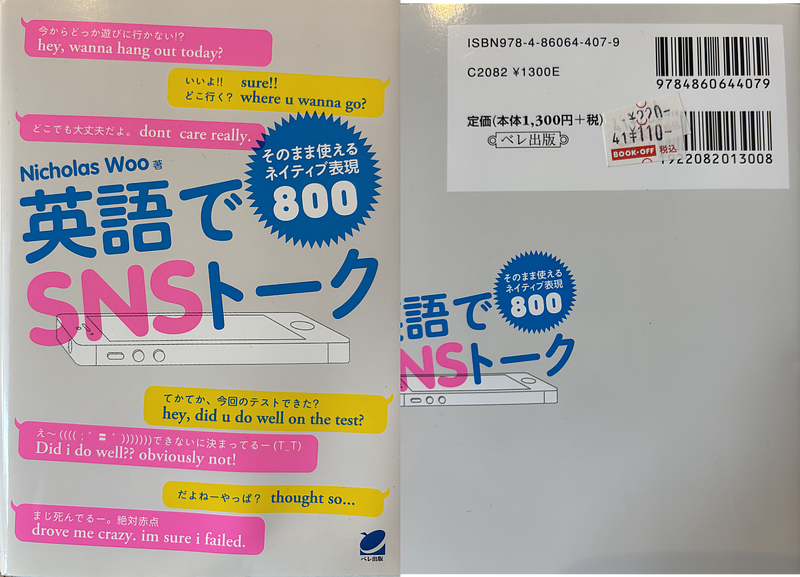 今からどっか遊びに行かない!?
hey, wanna hang out today?
いいよ!! sure!!
どこ行く? where u wanna go?
どこでも大丈夫だよ。 dont care really.
Nicholas Woo 著
そのまま使える
ネイティブ表現
800
英語で
SNSトーク
てかてか、今回のテストできた?
hey, did u do well on the test?
え〜 ((((；゜〓゜)))))))できないに決まってるー (T_T)
Did i do well?? obviously not!
だよねーやっぱ? thought so...
まじ死んでるー。絶対赤点
drove me crazy. im sure i failed.
ベレ出版
ISBN978-4-86064-407-9
C2082 ¥1300E
9784860644079
定価(本体1,300円+税)
ベレ出版
¥220-
41¥110-
BOOK・OFF 税込
1922082013008
そのまま使える
ネイティブ表現
800
語で
NSトーク